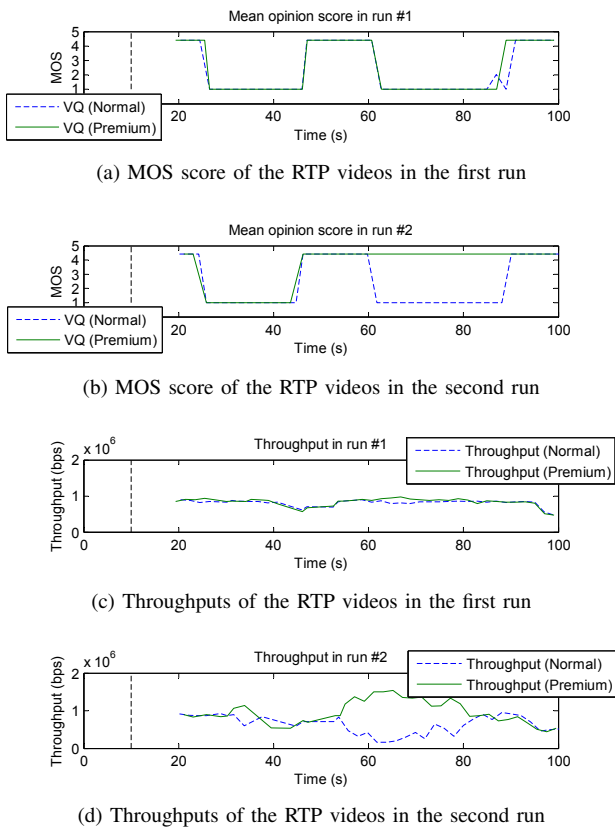 Mean opinion score in run #1
5
4
3
2
1
MOS
VQ (Normal)
VQ (Premium)
20 40 60 80 100
Time (s)
(a) MOS score of the RTP videos in the first run
Mean opinion score in run #2
5
4
3
2
1
MOS
VQ (Normal)
VQ (Premium)
20 40 60 80 100
Time (s)
(b) MOS score of the RTP videos in the second run
x 10^6
Throughput in run #1
Throughput (Normal)
Throughput (Premium)
2
1
0
Throughput (bps)
0 20 40 60 80 100
Time (s)
(c) Throughputs of the RTP videos in the first run
x 10^6
Throughput in run #2
Throughput (Normal)
Throughput (Premium)
2
1
0
Throughput (bps)
0 20 40 60 80 100
Time (s)
(d) Throughputs of the RTP videos in the second run